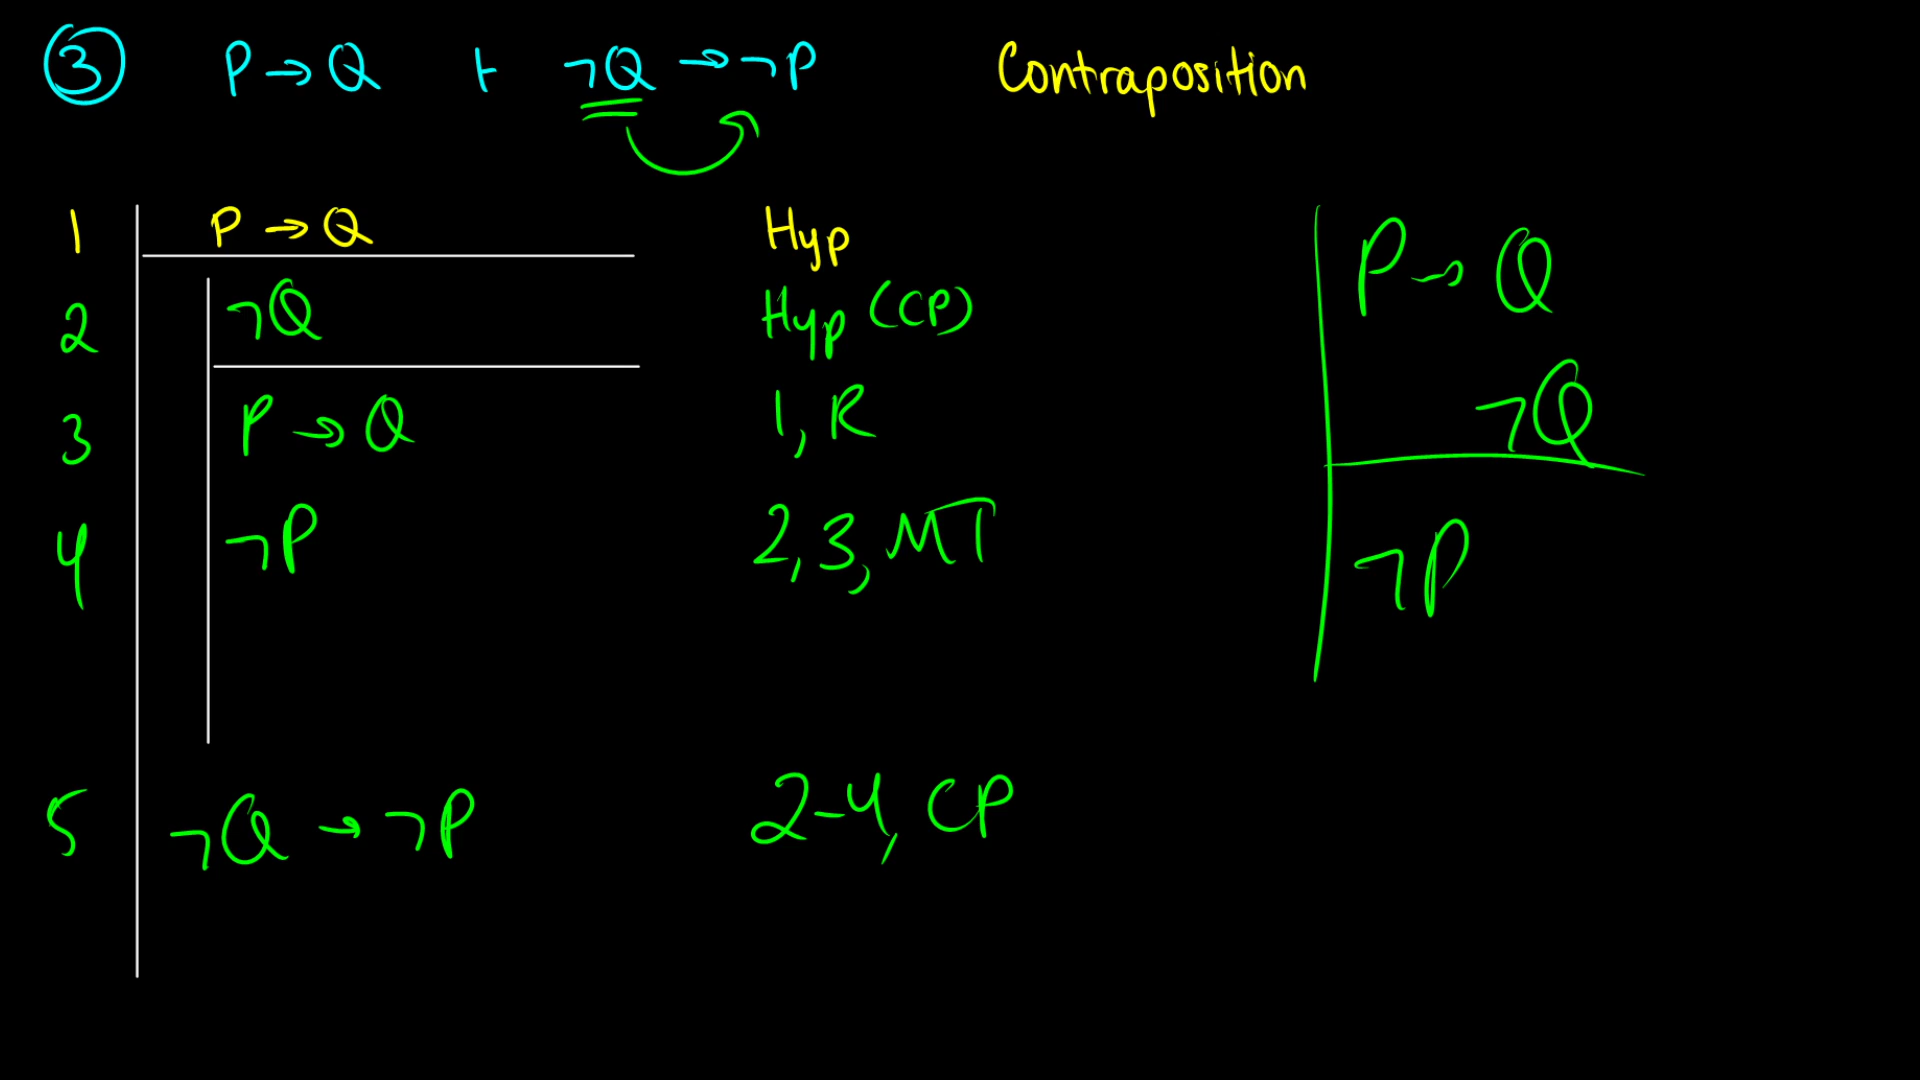 ③ P → Q ⊢ ¬Q → ¬P Contraposition
1 P → Q Hyp
2 ¬Q Hyp (CP)
3 P → Q 1, R
4 ¬P 2, 3, MT
5 ¬Q → ¬P 2-4, CP
P → Q
¬Q
¬P